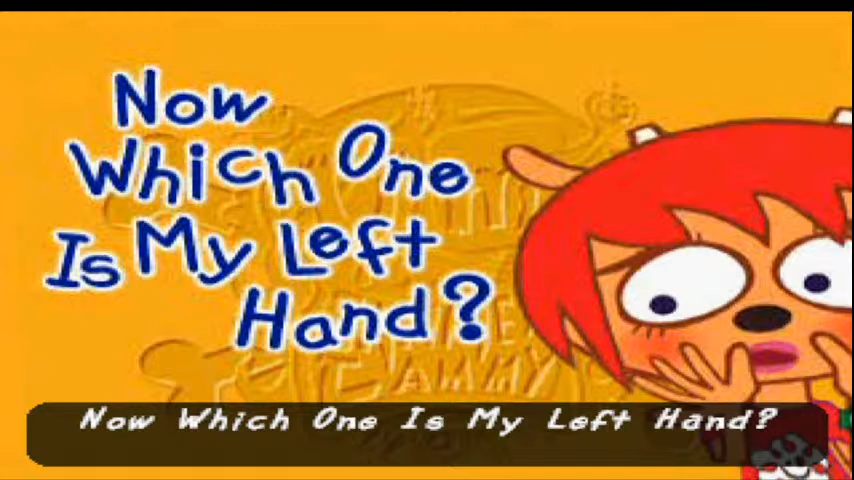 Now
Which One
Is My Left
Hand?
Now Which One Is My Left Hand?